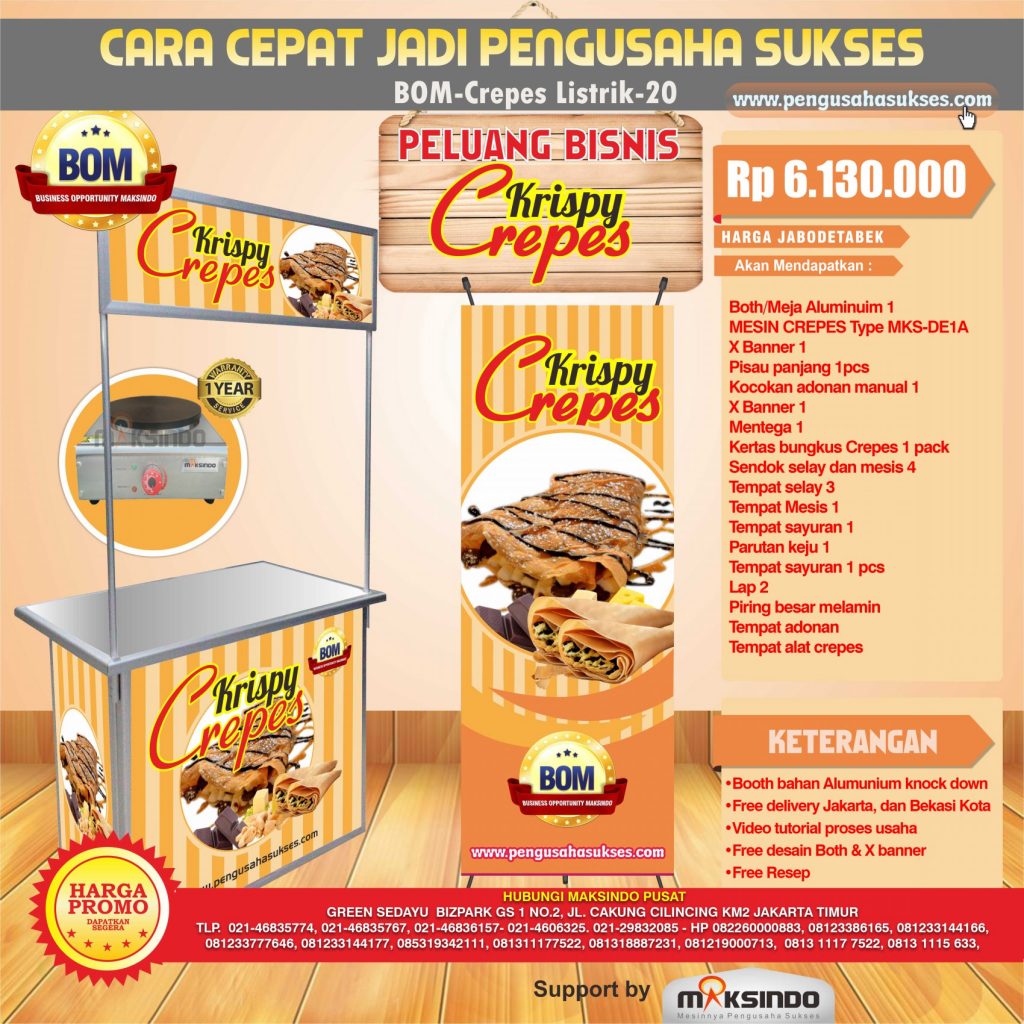 CARA CEPAT JADI PENGUSAHA SUKSES
BOM-Crepes Listrik-20
www.pengusahasukses.com
BOM
BUSINESS OPPORTUNITY MAKSINDO
PELUANG BISNIS
Krispy
Crepes
Rp 6.130.000
HARGA JABODETABEK
Akan Mendapatkan :
Both/Meja Aluminuim 1
MESIN CREPES Type MKS-DE1A
X Banner 1
Pisau panjang 1pcs
Kocokan adonan manual 1
X Banner 1
Mentega 1
Kertas bungkus Crepes 1 pack
Sendok selay dan mesis 4
Tempat selay 3
Tempat Mesis 1
Tempat sayuran 1
Parutan keju 1
Tempat sayuran 1 pcs
Lap 2
Piring besar melamin
Tempat adonan
Tempat alat crepes
Krispy
Crepes
WARRANTY
1 YEAR
SERVICE
MAKSINDO
MAKSINDO
Krispy
Crepes
BOM
BUSINESS OPPORTUNITY MAKSINDO
www.pengusahasukses.com
Krispy
Crepes
BOM
www.pengusahasukses.com
KETERANGAN
•Booth bahan Alumunium knock down
•Free delivery Jakarta, dan Bekasi Kota
•Video tutorial proses usaha
•Free desain Both & X banner
•Free Resep
HARGA
PROMO
DAPATKAN
SEGERA
HUBUNGI MAKSINDO PUSAT
GREEN SEDAYU BIZPARK GS 1 NO.2, JL. CAKUNG CILINCING KM2 JAKARTA TIMUR
TLP. 021-46835774, 021-46835767, 021-46836157- 021-4606325. 021-29832085 - HP 082260000883, 08123386165, 081233144166,
081233777646, 081233144177, 085319342111, 081311177522, 081318887231, 081219000713, 0813 1117 7522, 0813 1115 633,
Support by
MAKSINDO
Mesinnya Pengusaha Sukses